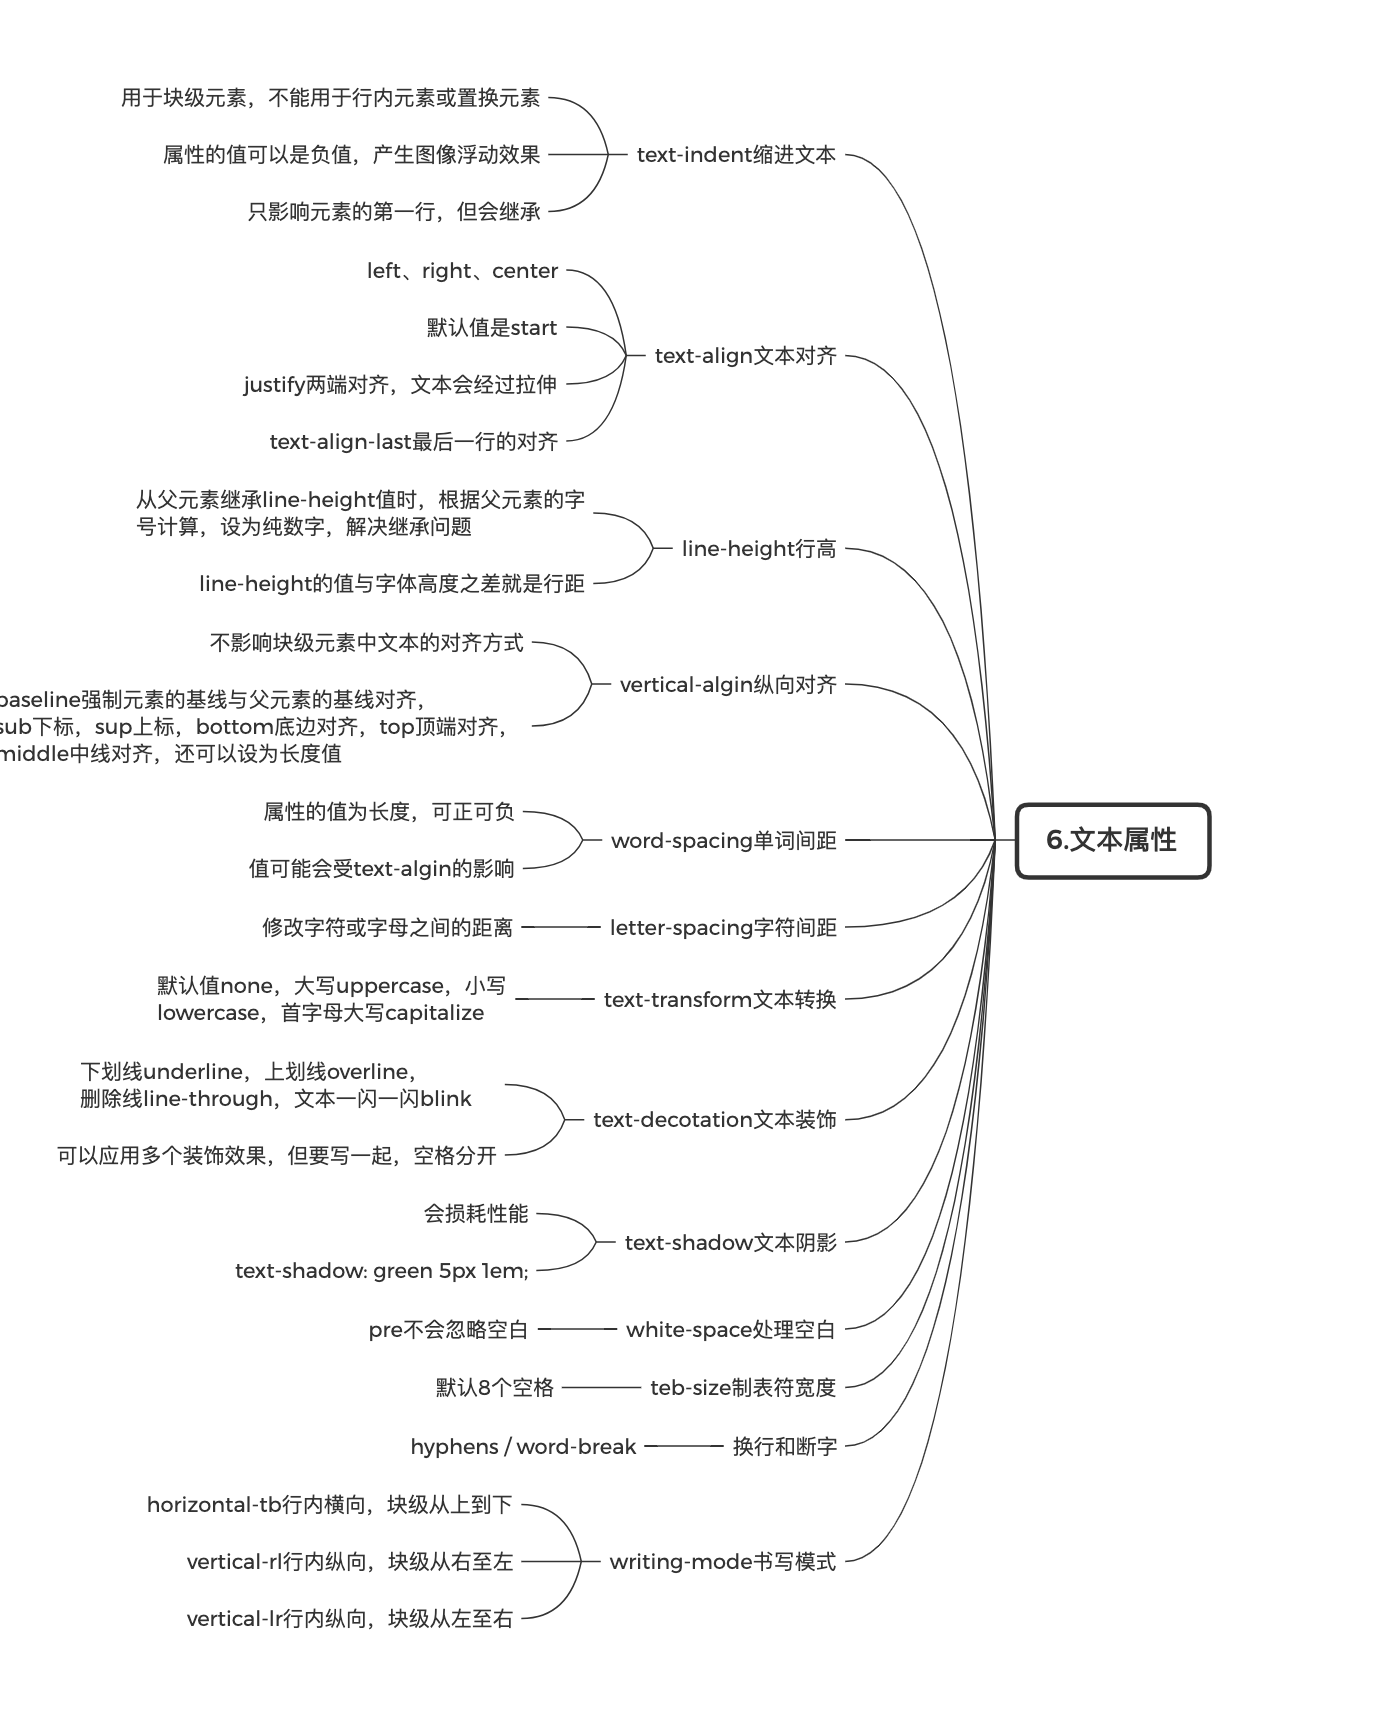 6.文本属性
text-indent缩进文本
用于块级元素，不能用于行内元素或置换元素
属性的值可以是负值，产生图像浮动效果
只影响元素的第一行，但会继承
text-align文本对齐
left、right、center
默认值是start
justify两端对齐，文本会经过拉伸
text-align-last最后一行的对齐
line-height行高
从父元素继承line-height值时，根据父元素的字
号计算，设为纯数字，解决继承问题
line-height的值与字体高度之差就是行距
vertical-algin纵向对齐
不影响块级元素中文本的对齐方式
baseline强制元素的基线与父元素的基线对齐，
sub下标，sup上标，bottom底边对齐，top顶端对齐，
middle中线对齐，还可以设为长度值
word-spacing单词间距
属性的值为长度，可正可负
值可能会受text-algin的影响
letter-spacing字符间距
修改字符或字母之间的距离
text-transform文本转换
默认值none，大写uppercase，小写
lowercase，首字母大写capitalize
text-decotation文本装饰
下划线underline，上划线overline，
删除线line-through，文本一闪一闪blink
可以应用多个装饰效果，但要写一起，空格分开
text-shadow文本阴影
会损耗性能
text-shadow: green 5px 1em;
white-space处理空白
pre不会忽略空白
teb-size制表符宽度
默认8个空格
换行和断字
hyphens / word-break
writing-mode书写模式
horizontal-tb行内横向，块级从上到下
vertical-rl行内纵向，块级从右至左
vertical-lr行内纵向，块级从左至右